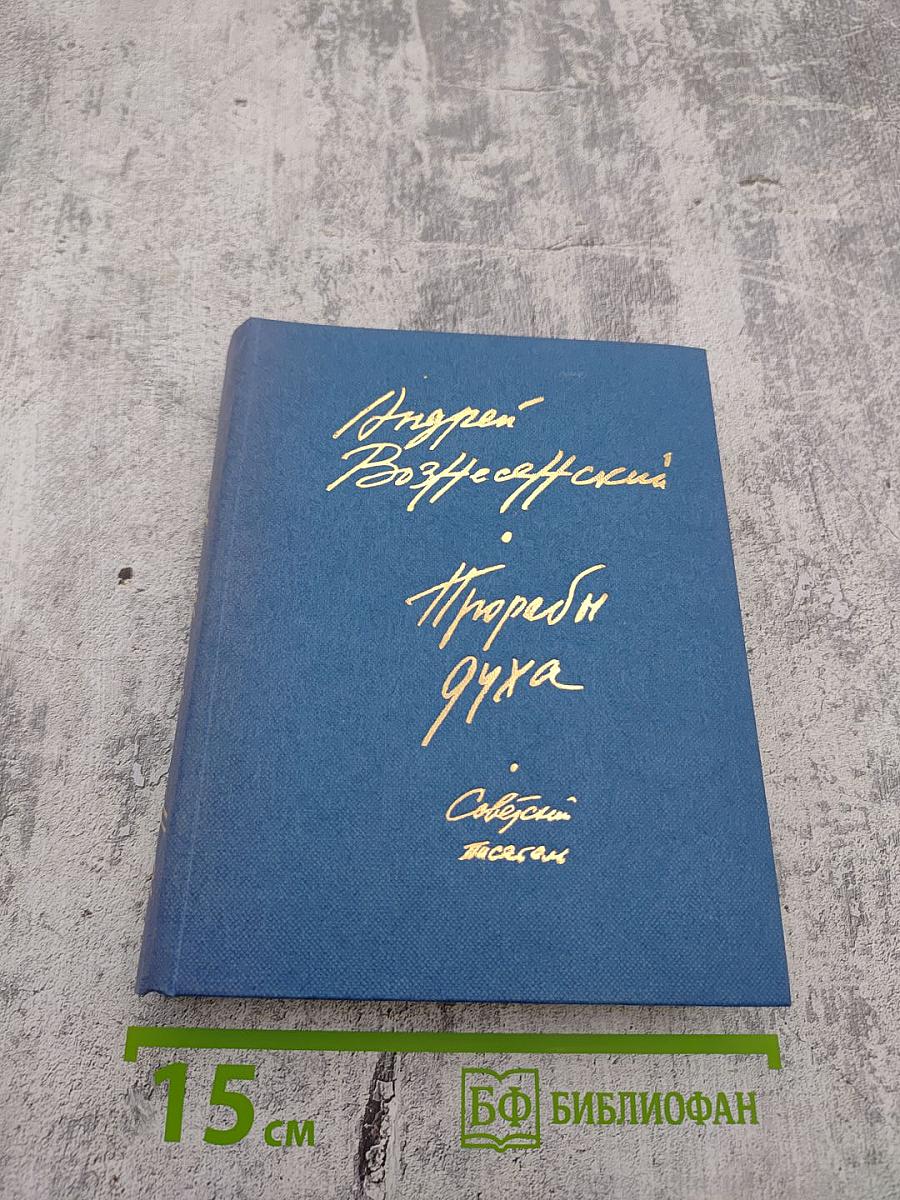 Андрей
Вознесенский
Прорабы
духа
Советский
писатель
15 см
БФ БИБЛИОФАН